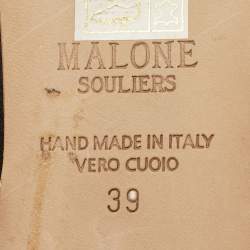 MALONE
SOULIERS
HAND MADE IN ITALY
VERO CUOIO
39